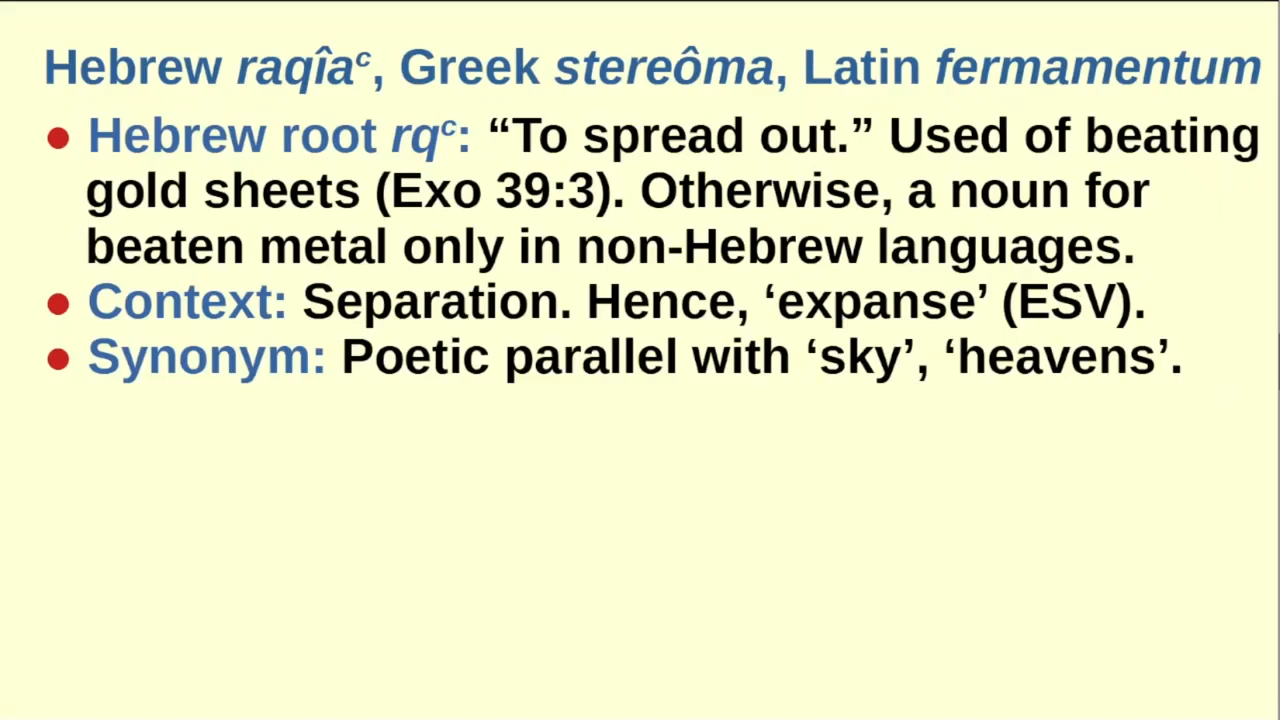 Hebrew raqîaᶜ, Greek stereôma, Latin fermamentum
● Hebrew root rqᶜ: “To spread out.” Used of beating
gold sheets (Exo 39:3). Otherwise, a noun for
beaten metal only in non-Hebrew languages.
● Context: Separation. Hence, ‘expanse’ (ESV).
● Synonym: Poetic parallel with ‘sky’, ‘heavens’.